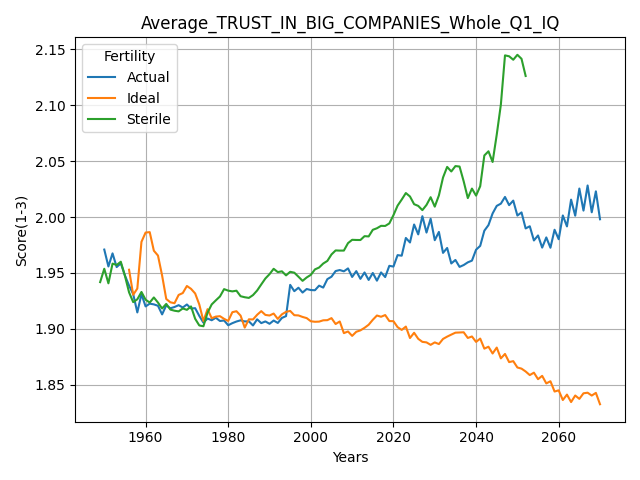 Average_TRUST_IN_BIG_COMPANIES_Whole_Q1_IQ
Fertility
Actual
Ideal
Sterile
2.15
2.10
2.05
2.00
1.95
1.90
1.85
Score(1-3)
1960
1980
2000
2020
2040
2060
Years